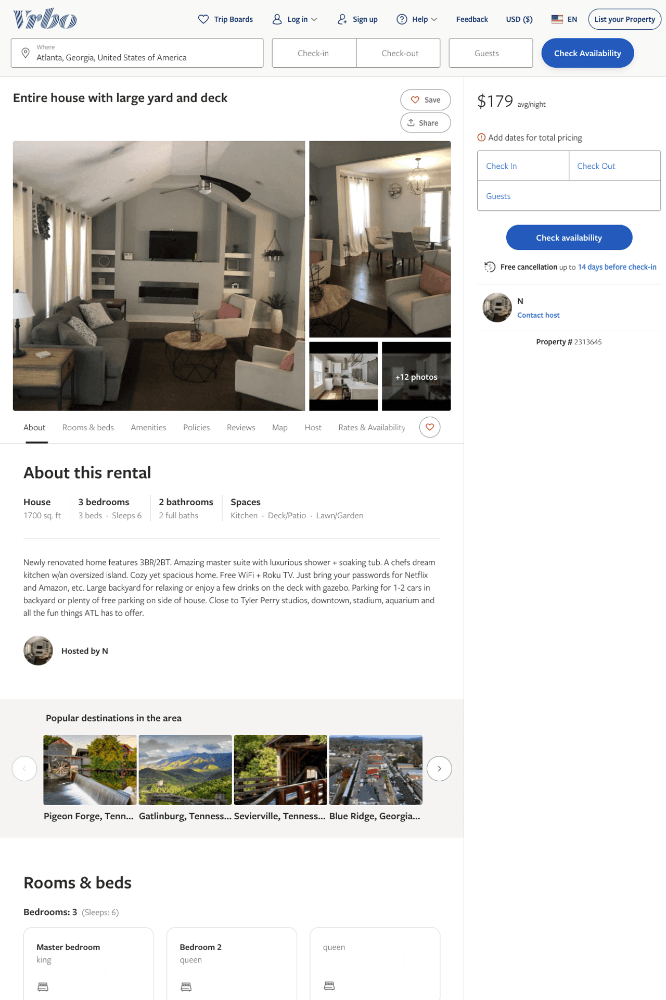 Vrbo
Trip Boards
Log in
Sign up
Help
Feedback
USD ($)
EN
List your Property
Where
Atlanta, Georgia, United States of America
Check-in
Check-out
Guests
Check Availability
Entire house with large yard and deck
Save
Share
+12 photos
$179 avg/night
Add dates for total pricing
Check In
Check Out
Guests
Check availability
Free cancellation up to 14 days before check-in
N
Contact host
Property # 2313645
About
Rooms & beds
Amenities
Policies
Reviews
Map
Host
Rates & Availability
About this rental
House
1700 sq. ft
3 bedrooms
3 beds · Sleeps 6
2 bathrooms
2 full baths
Spaces
Kitchen · Deck/Patio · Lawn/Garden
Newly renovated home features 3BR/2BT. Amazing master suite with luxurious shower + soaking tub. A chefs dream
kitchen w/an oversized island. Cozy yet spacious home. Free WiFi + Roku TV. Just bring your passwords for Netflix
and Amazon, etc. Large backyard for relaxing or enjoy a few drinks on the deck with gazebo. Parking for 1-2 cars in
backyard or plenty of free parking on side of house. Close to Tyler Perry studios, downtown, stadium, aquarium and
all the fun things ATL has to offer.
Hosted by N
Popular destinations in the area
Pigeon Forge, Tenn...
Gatlinburg, Tenness...
Sevierville, Tenness...
Blue Ridge, Georgia...
Rooms & beds
Bedrooms: 3 (Sleeps: 6)
Master bedroom
king
Bedroom 2
queen
queen